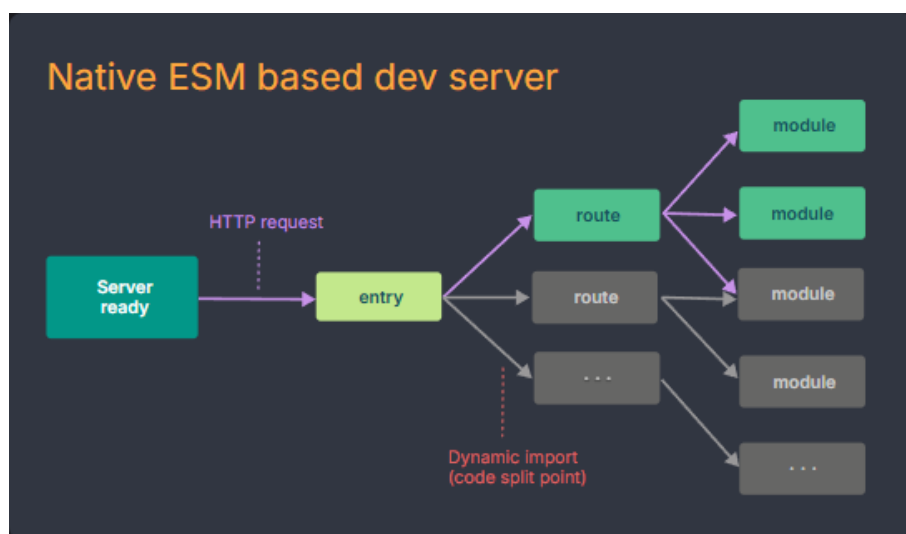 Native ESM based dev server
module
HTTP request
route
module
Server
ready
entry
route
module
...
module
Dynamic import
(code split point)
...